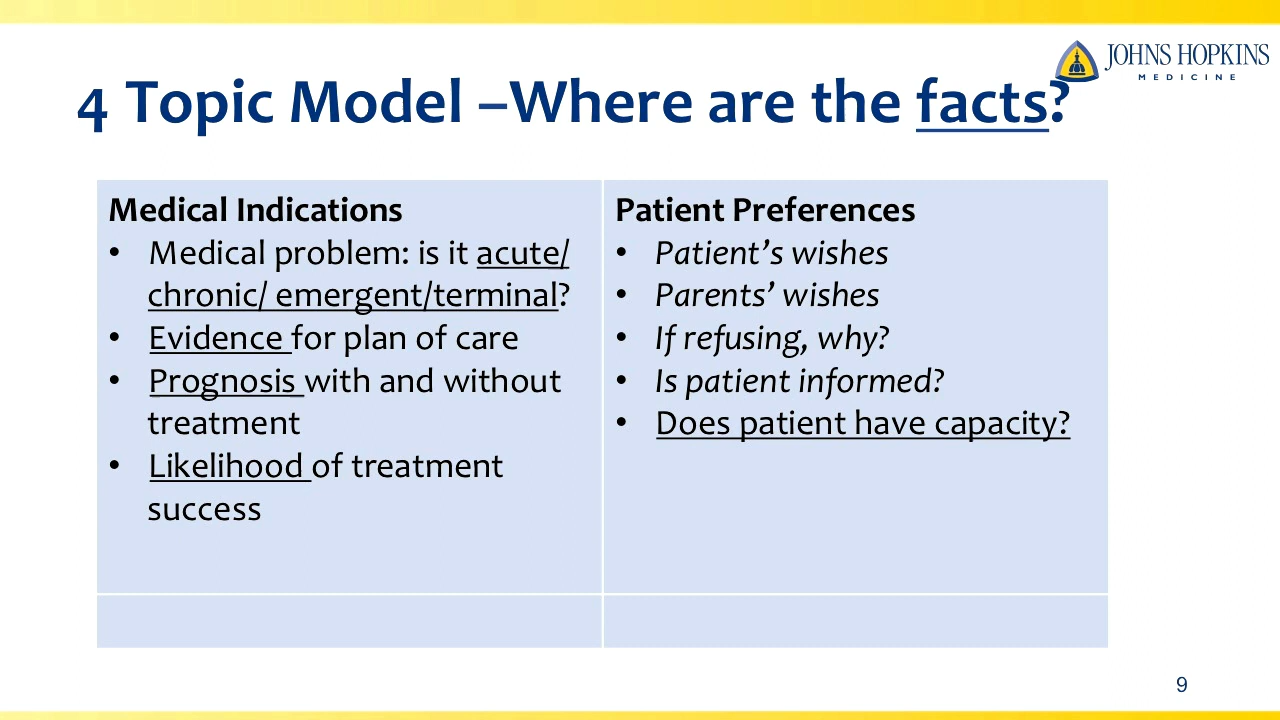 JOHNS HOPKINS
MEDICINE
4 Topic Model –Where are the facts?
Medical Indications
• Medical problem: is it acute/
chronic/ emergent/terminal?
• Evidence for plan of care
• Prognosis with and without
treatment
• Likelihood of treatment
success
Patient Preferences
• Patient’s wishes
• Parents’ wishes
• If refusing, why?
• Is patient informed?
• Does patient have capacity?
9